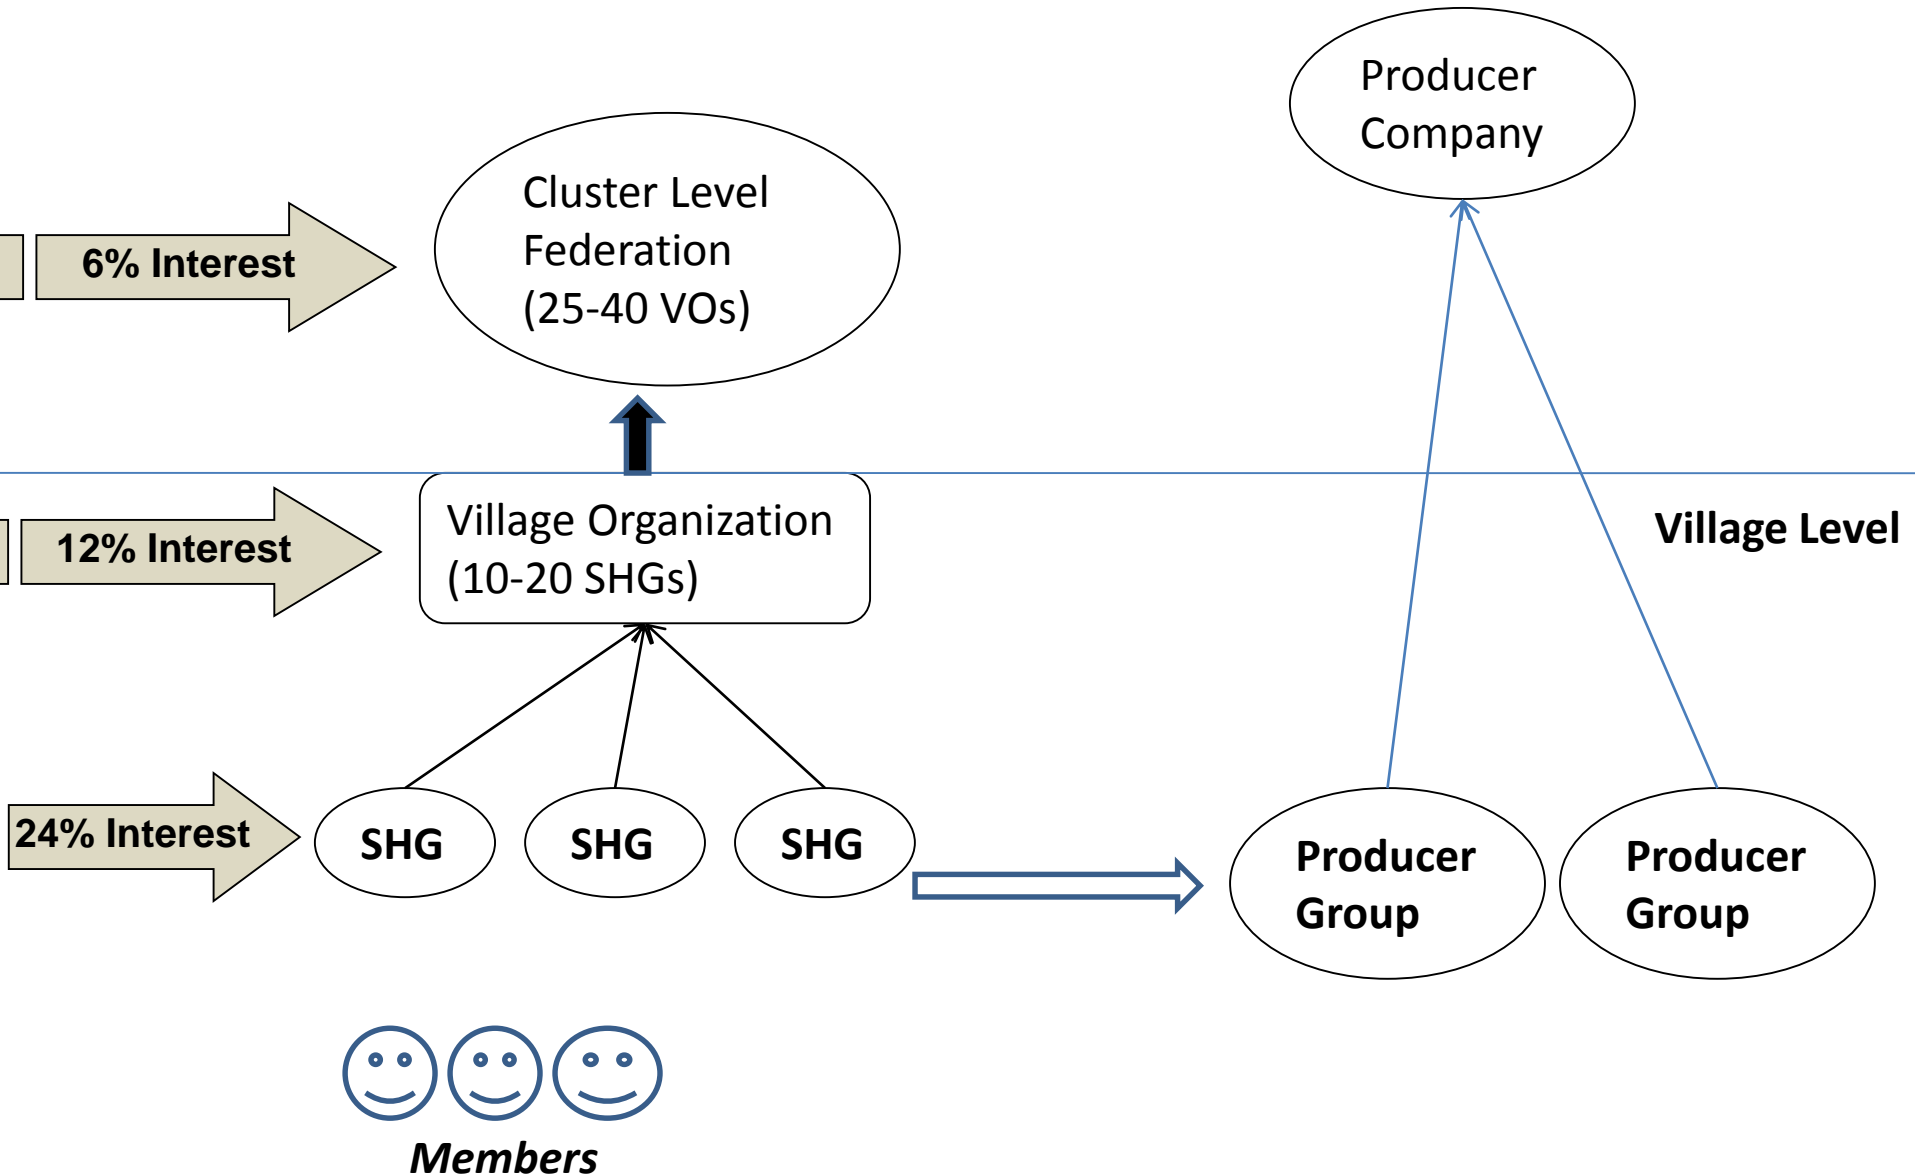 Producer
Company
Cluster Level
Federation
(25-40 VOs)
6% Interest
Village Organization
(10-20 SHGs)
12% Interest
Village Level
24% Interest
SHG
SHG
SHG
Producer
Group
Producer
Group
Members